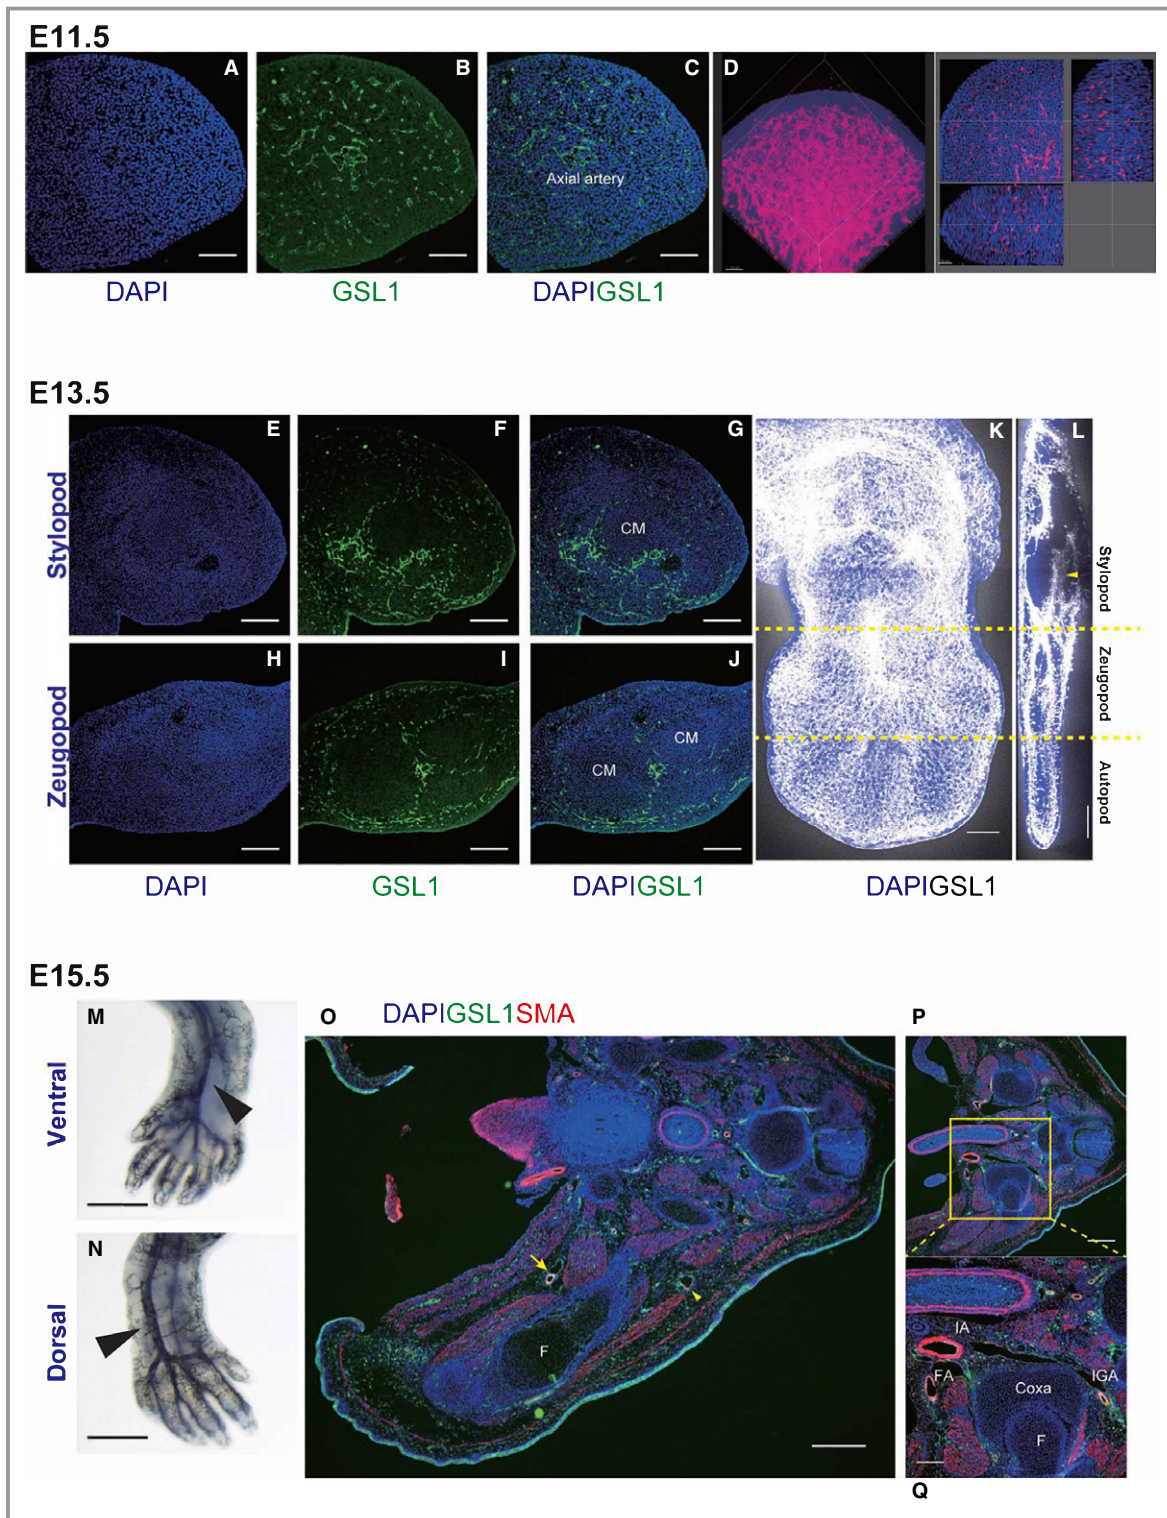 E11.5
A
B
C
D
Axial artery
DAPI
GSL1
DAPIGSL1
E13.5
Stylopod
E
F
G
CM
K
L
Stylopod
Zeugopod
Autopod
Zeugopod
H
I
J
CM
CM
DAPI
GSL1
DAPIGSL1
DAPIGSL1
E15.5
Ventral
M
Dorsal
N
O
DAPIGSL1SMA
F
P
IA
FA
IGA
Coxa
F
Q